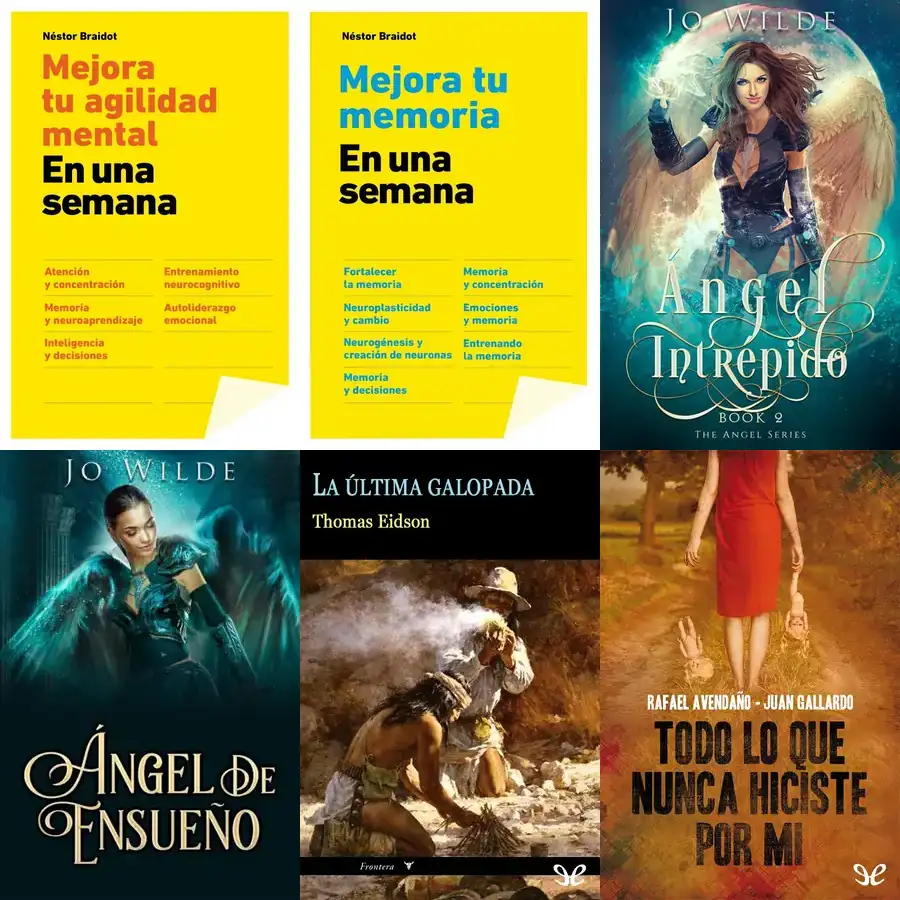 Néstor Braidot
Mejora
tu agilidad
mental
En una
semana
Atención
y concentración
Entrenamiento
neurocognitivo
Memoria
y neuroaprendizaje
Autoliderazgo
emocional
Inteligencia
y decisiones
Néstor Braidot
Mejora tu
memoria
En una
semana
Fortalecer
la memoria
Memoria
y concentración
Neuroplasticidad
y cambio
Emociones
y memoria
Neurogénesis y
creación de neuronas
Entrenando
la memoria
Memoria
y decisiones
JO WILDE
Ángel
Intrepido
BOOK 2
THE ANGEL SERIES
JO WILDE
ÁNGEL DE
ENSUEÑO
LA ÚLTIMA GALOPADA
Thomas Eidson
Frontera
RAFAEL AVENDAÑO - JUAN GALLARDO
TODO LO QUE
NUNCA HICISTE
POR MI